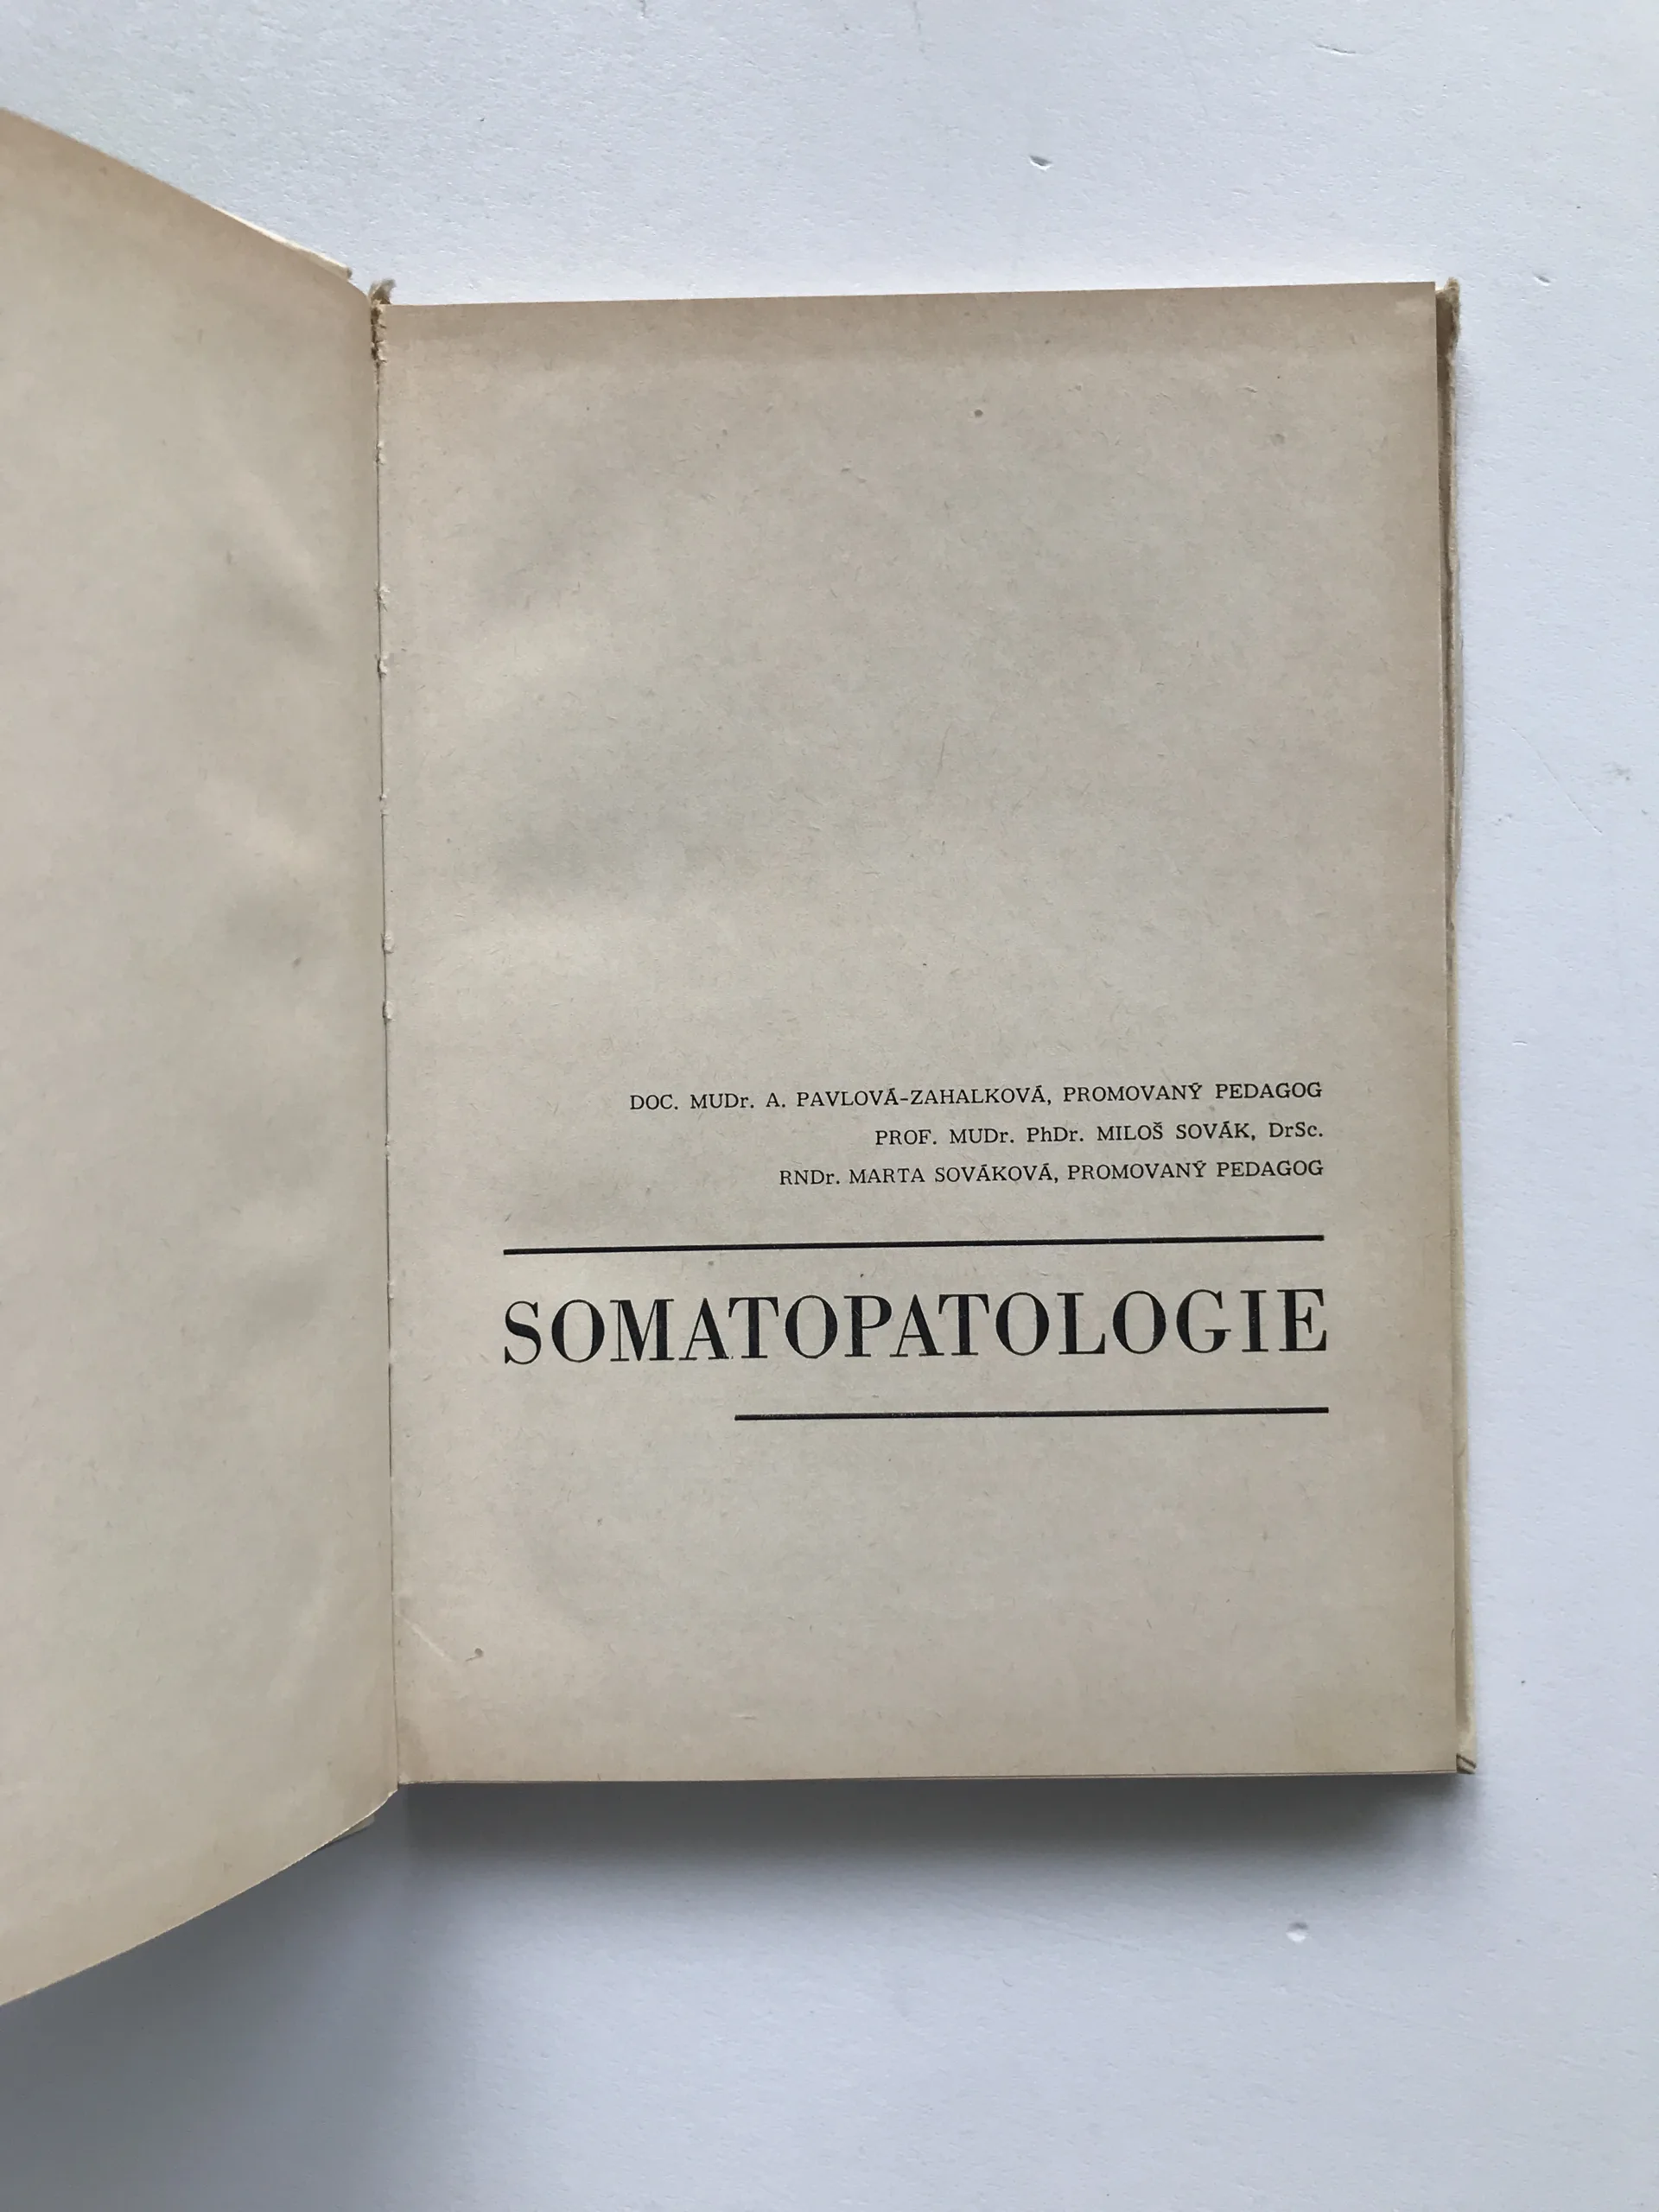 DOC. MUDr. A. PAVLOVÁ-ZAHALKOVÁ, PROMOVANÝ PEDAGOG
PROF. MUDr. PhDr. MILOŠ SOVÁK, DrSc.
RNDr. MARTA SOVÁKOVÁ, PROMOVANÝ PEDAGOG
SOMATOPATOLOGIE